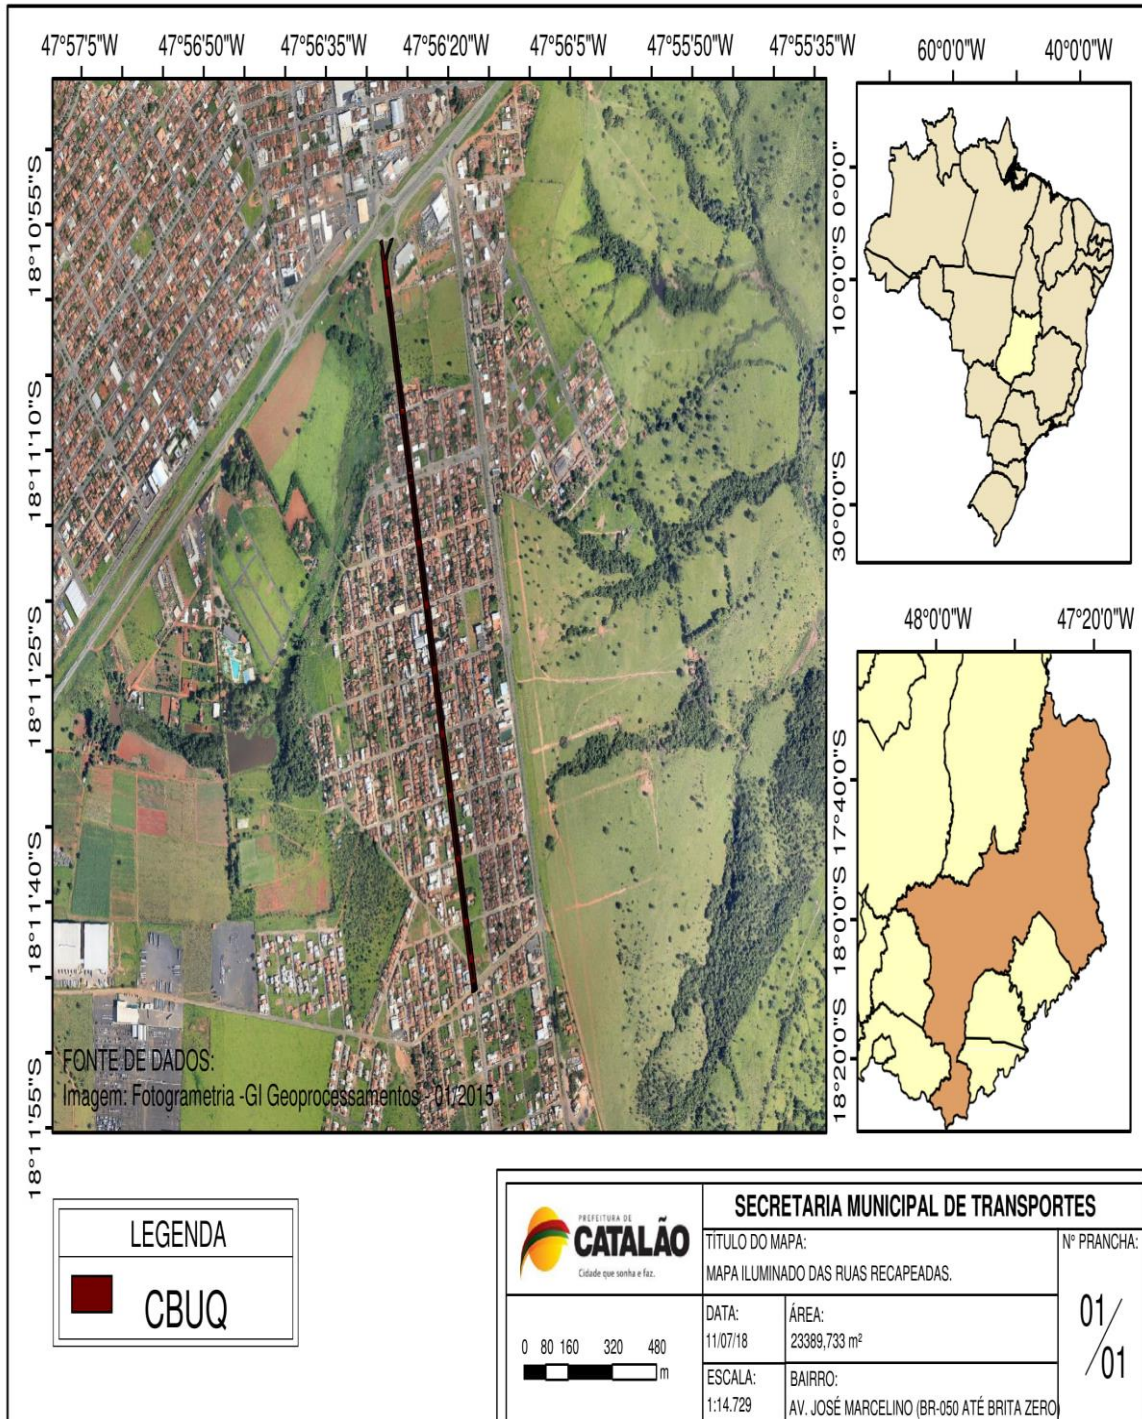 47°57'5"W 47°56'50"W 47°56'35"W 47°56'20"W 47°56'5"W 47°55'50"W 47°55'35"W
60°0'0"W 40°0'0"W
18°10'55"S
18°11'10"S
18°11'25"S
18°11'40"S
18°11'55"S
0°0'0"
10°0'0"S
30°0'0"S
48°0'0"W 47°20'0"W
17°40'0"S
18°0'0"S
18°20'0"S
FONTE DE DADOS:
Imagem: Fotogrametria -GI Geoprocessamentos - 01/2015
LEGENDA
CBUQ
PREFEITURA DE
CATALÃO
Cidade que sonha e faz.
SECRETARIA MUNICIPAL DE TRANSPORTES
TÍTULO DO MAPA:
MAPA ILUMINADO DAS RUAS RECAPEADAS.
N° PRANCHA:
01/01
DATA:
11/07/18
ÁREA:
23389,733 m²
0 80 160 320 480
m
ESCALA:
1:14.729
BAIRRO:
AV. JOSÉ MARCELINO (BR-050 ATÉ BRITA ZERO)